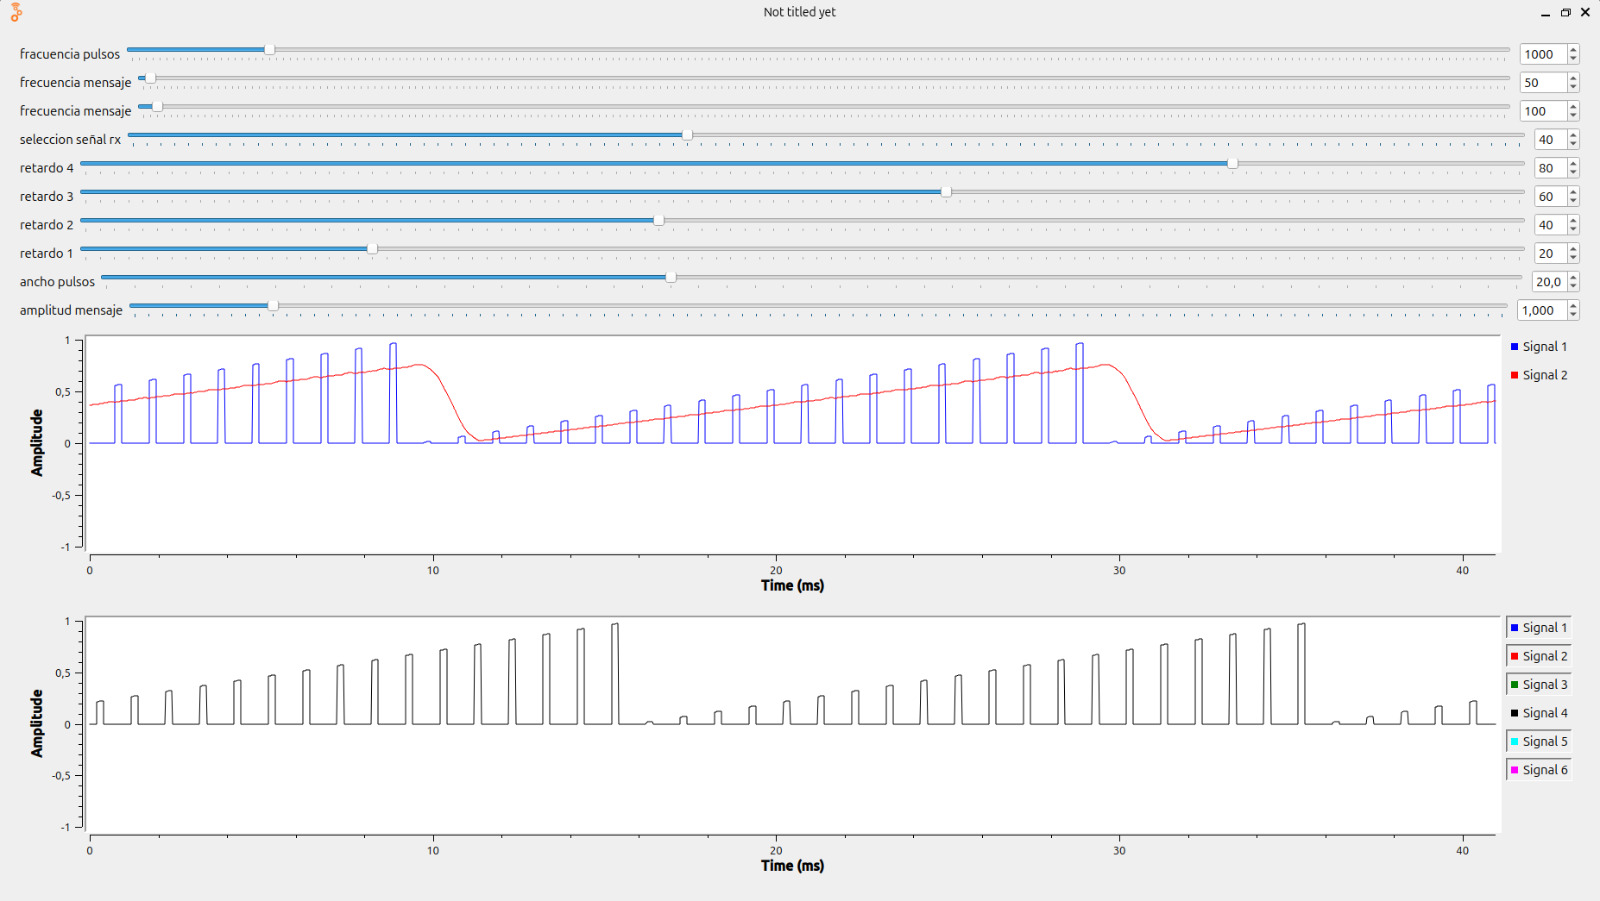 Not titled yet
fracuencia pulsos 1000
frecuencia mensaje 50
frecuencia mensaje 100
seleccion señal rx 40
retardo 4 80
retardo 3 60
retardo 2 40
retardo 1 20
ancho pulsos 20,0
amplitud mensaje 1,000
1
0,5
0
-0,5
-1
Amplitude
0 10 20 30 40
Time (ms)
Signal 1
Signal 2
1
0,5
0
-0,5
-1
Amplitude
0 10 20 30 40
Time (ms)
Signal 1
Signal 2
Signal 3
Signal 4
Signal 5
Signal 6